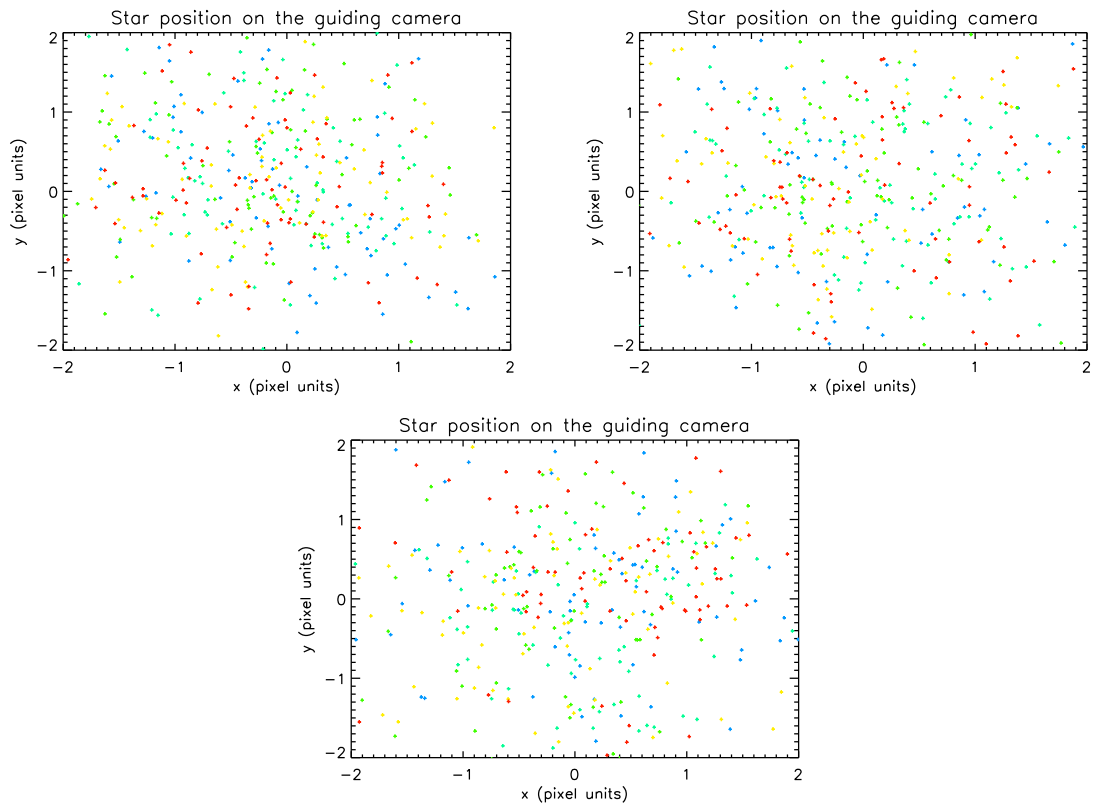 Star position on the guiding camera
2
1
0
−1
−2
y (pixel units)
−2 −1 0 1 2
x (pixel units)
Star position on the guiding camera
2
1
0
−1
−2
y (pixel units)
−2 −1 0 1 2
x (pixel units)
Star position on the guiding camera
2
1
0
−1
−2
y (pixel units)
−2 −1 0 1 2
x (pixel units)